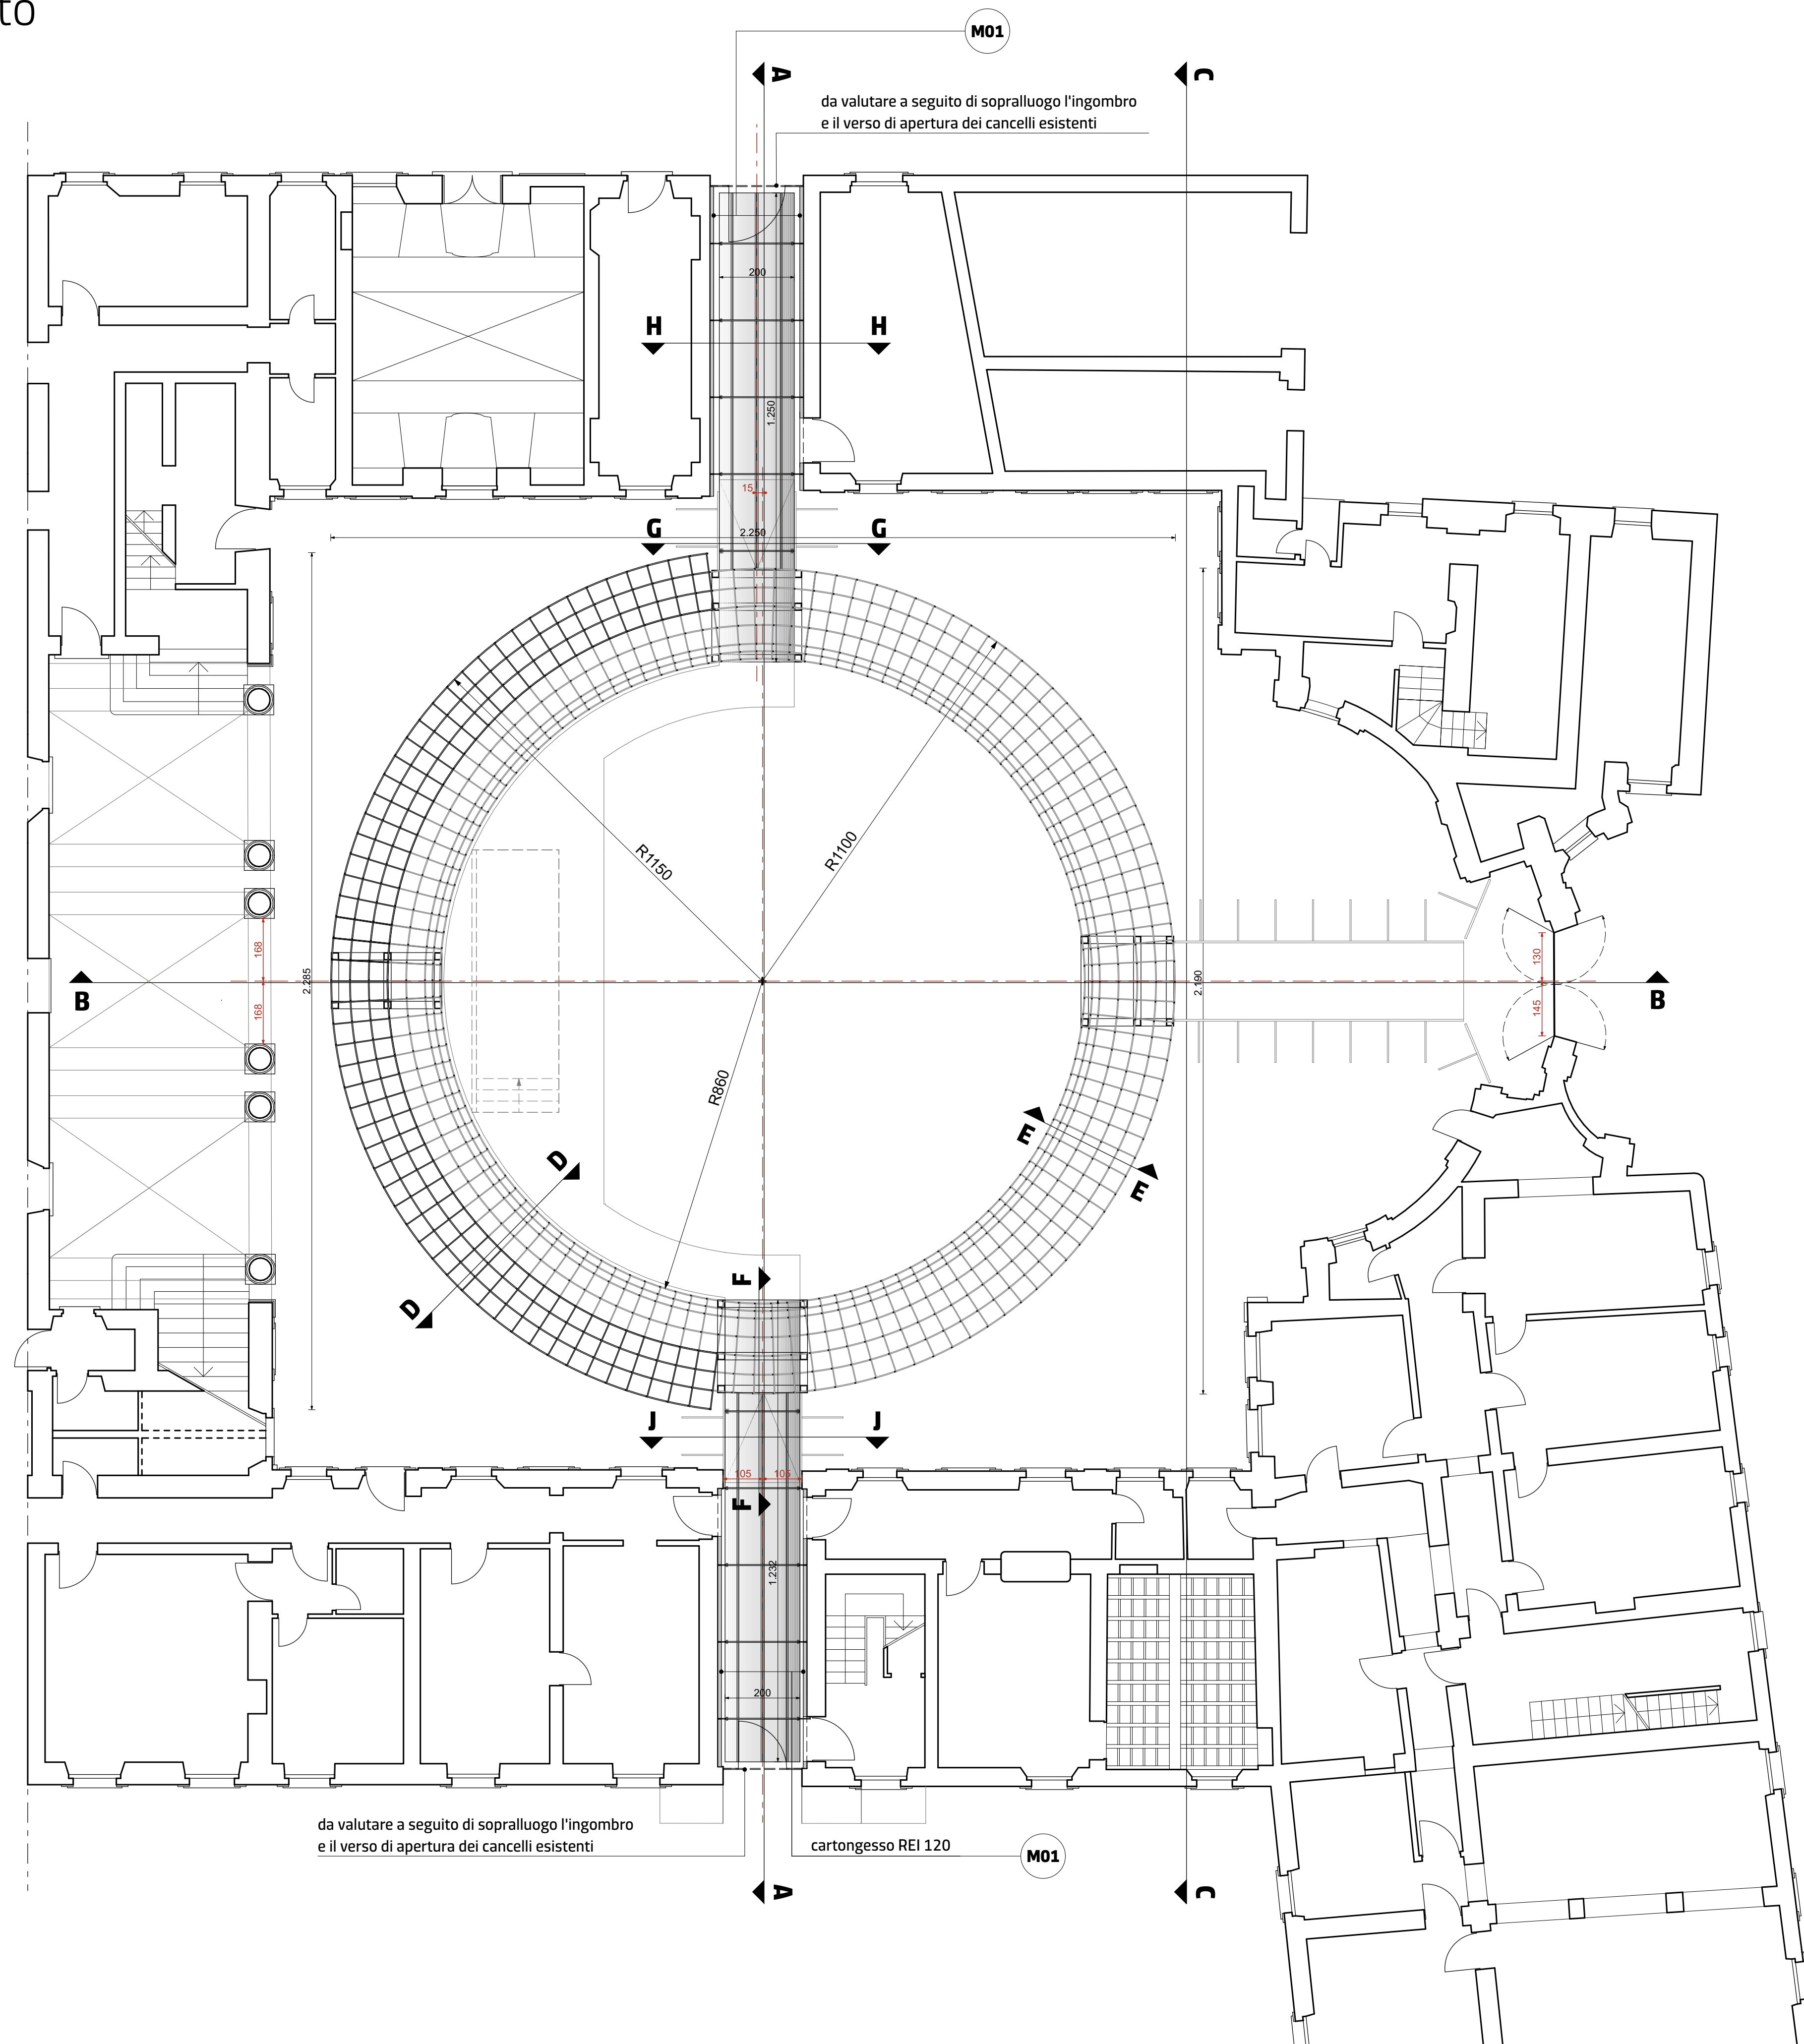 to
M01
A
C
da valutare a seguito di sopralluogo l'ingombro
e il verso di apertura dei cancelli esistenti
200
H
H
1.250
15
G
G
2.250
R1150
R1100
168
168
2.285
2.190
130
145
B
B
R860
E
E
D
D
F
J
J
105
105
F
1.232
200
da valutare a seguito di sopralluogo l'ingombro
e il verso di apertura dei cancelli esistenti
cartongesso REI 120
M01
A
C